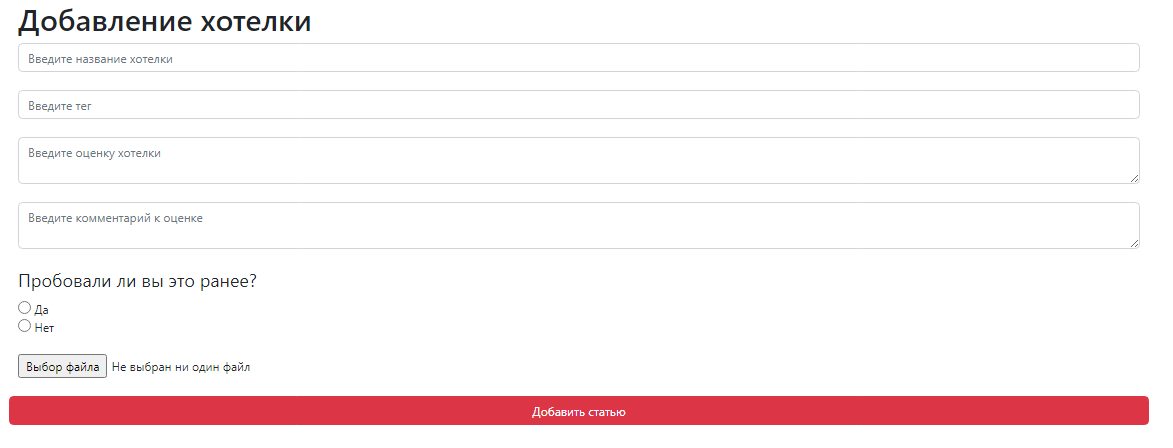 Добавление хотелки
Введите название хотелки
Введите тег
Введите оценку хотелки
Введите комментарий к оценке
Пробовали ли вы это ранее?
Да
Нет
Выбор файла Не выбран ни один файл
Добавить статью